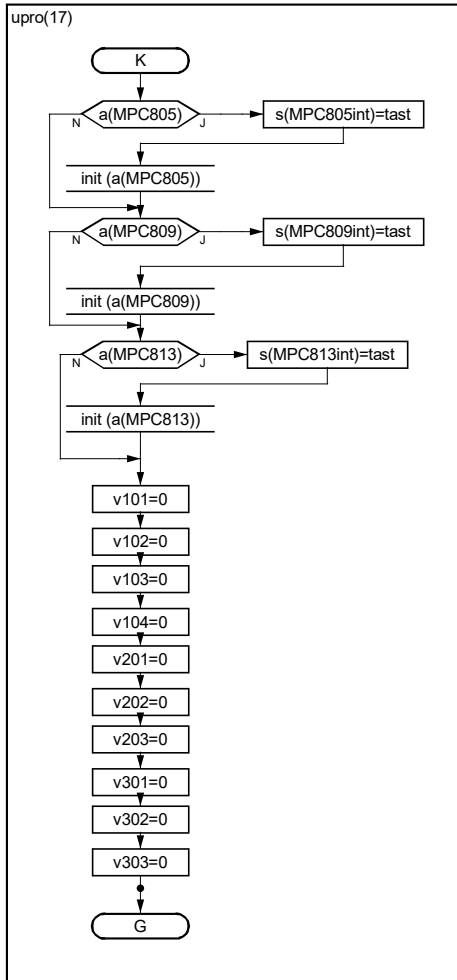 upro(17)
K
a(MPC805)
N
J
s(MPC805int)=tast
init (a(MPC805))
a(MPC809)
N
J
s(MPC809int)=tast
init (a(MPC809))
a(MPC813)
N
J
s(MPC813int)=tast
init (a(MPC813))
v101=0
v102=0
v103=0
v104=0
v201=0
v202=0
v203=0
v301=0
v302=0
v303=0
G